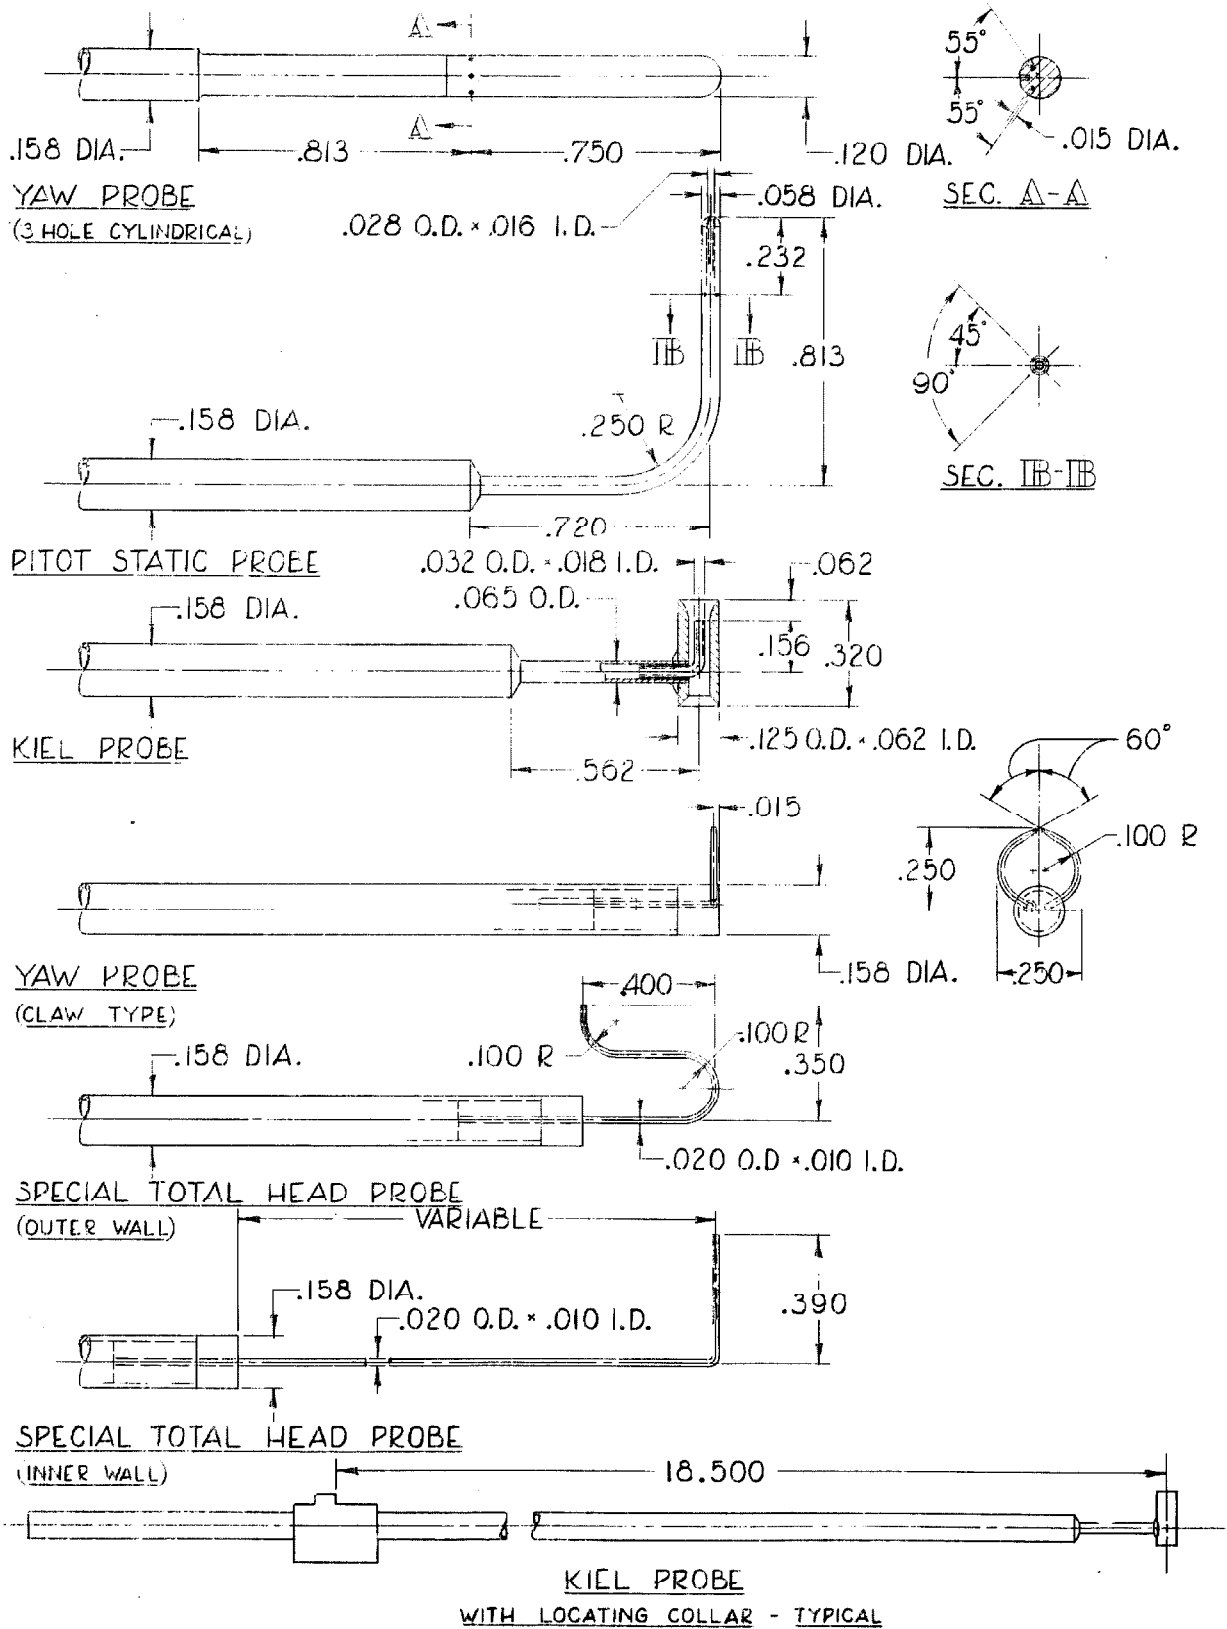 A
A
.158 DIA.
.813
.750
.120 DIA.
55°
55°
.015 DIA.
SEC. A-A
YAW PROBE
(3 HOLE CYLINDRICAL)
.028 O.D. × .016 I.D.
.058 DIA.
.232
B B
.813
.250 R
.158 DIA.
.720
45°
90°
SEC. B-B
PITOT STATIC PROBE
.032 O.D. × .018 I.D.
.062
.065 O.D.
.158 DIA.
.156
.320
.125 O.D. × .062 I.D.
.562
KIEL PROBE
60°
.015
.100 R
.250
.250
.158 DIA.
YAW PROBE
(CLAW TYPE)
.400
.100 R
.100 R
.350
.158 DIA.
.020 O.D × .010 I.D.
SPECIAL TOTAL HEAD PROBE
(OUTER WALL)
VARIABLE
.158 DIA.
.020 O.D. × .010 I.D.
.390
SPECIAL TOTAL HEAD PROBE
(INNER WALL)
18.500
KIEL PROBE
WITH LOCATING COLLAR - TYPICAL